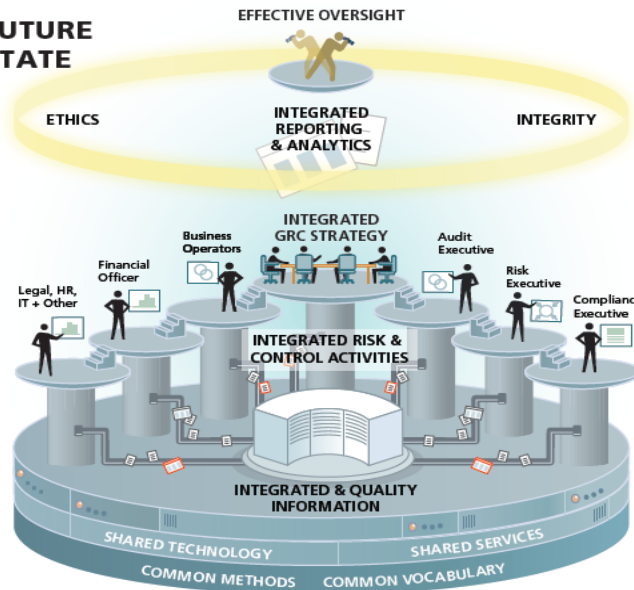 EFFECTIVE OVERSIGHT
UTURE
TATE
ETHICS
INTEGRATED
REPORTING
& ANALYTICS
INTEGRITY
INTEGRATED
GRC STRATEGY
Business
Operators
Audit
Executive
Financial
Officer
Risk
Executive
Legal, HR,
IT + Other
Complianc
Executive
INTEGRATED RISK &
CONTROL ACTIVITIES
INTEGRATED & QUALITY
INFORMATION
SHARED TECHNOLOGY
SHARED SERVICES
COMMON METHODS
COMMON VOCABULARY